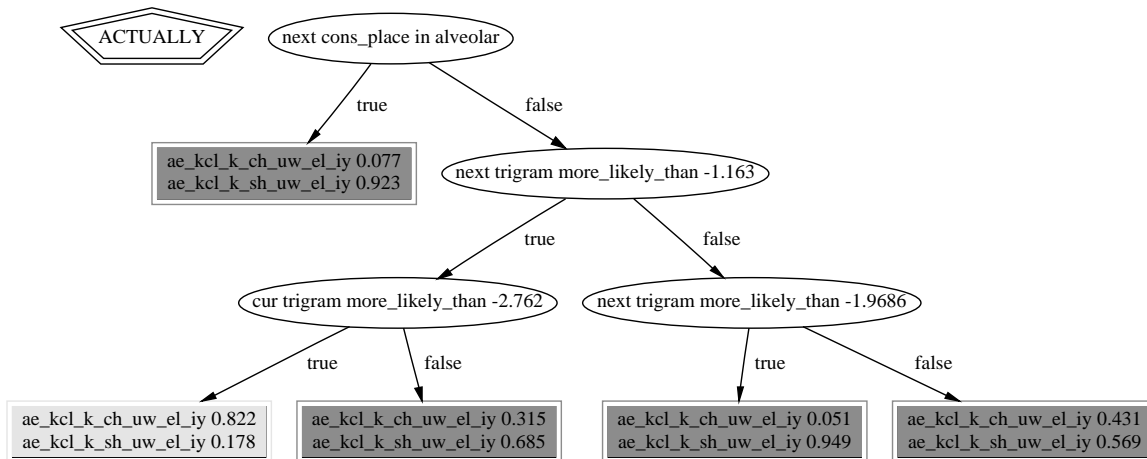 ACTUALLY
next cons_place in alveolar
true
false
ae_kcl_k_ch_uw_el_iy 0.077
ae_kcl_k_sh_uw_el_iy 0.923
next trigram more_likely_than -1.163
true
false
cur trigram more_likely_than -2.762
next trigram more_likely_than -1.9686
true
false
true
false
ae_kcl_k_ch_uw_el_iy 0.822
ae_kcl_k_sh_uw_el_iy 0.178
ae_kcl_k_ch_uw_el_iy 0.315
ae_kcl_k_sh_uw_el_iy 0.685
ae_kcl_k_ch_uw_el_iy 0.051
ae_kcl_k_sh_uw_el_iy 0.949
ae_kcl_k_ch_uw_el_iy 0.431
ae_kcl_k_sh_uw_el_iy 0.569